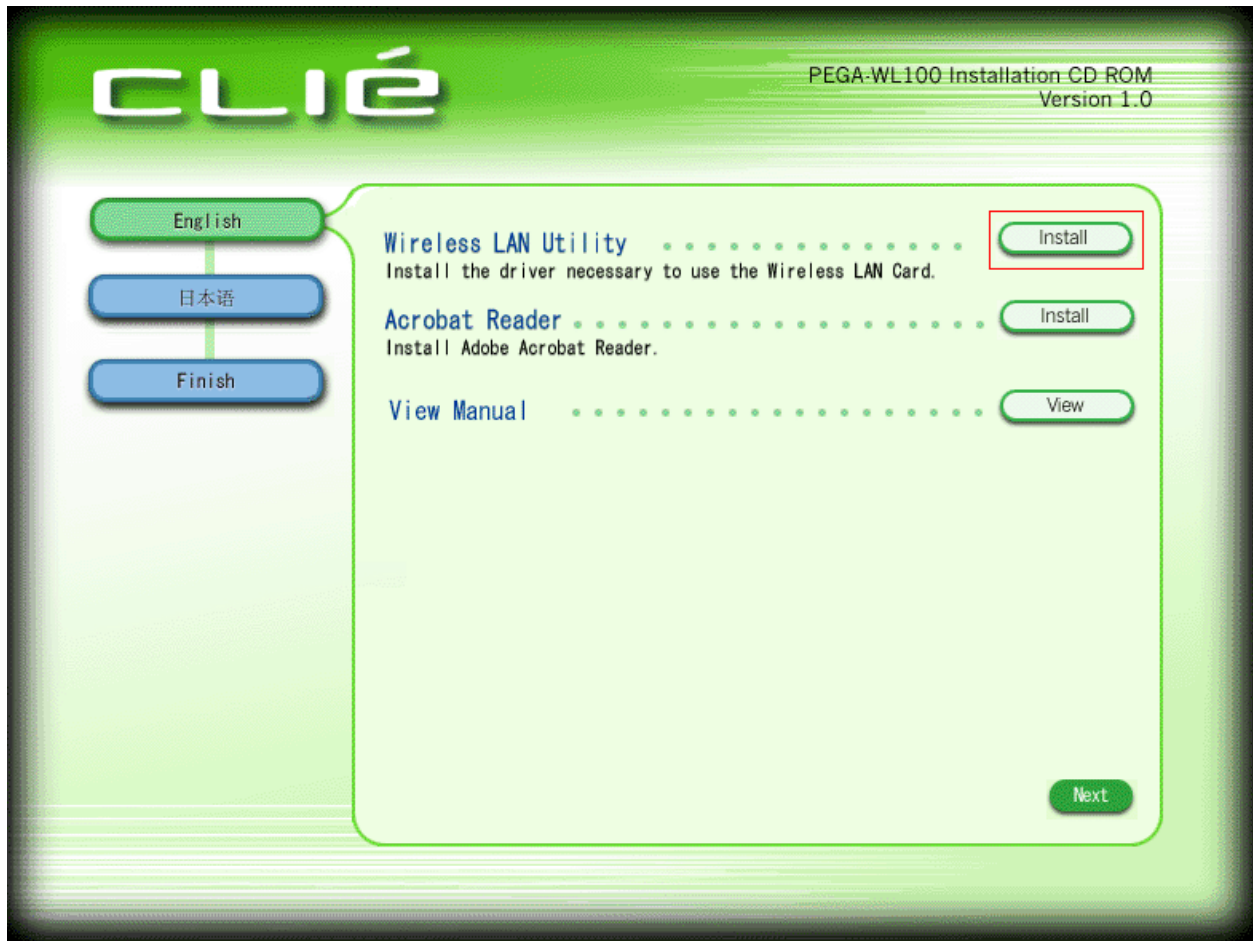 CLIÉ
PEGA-WL100 Installation CD ROM
Version 1.0
English
日本语
Finish
Wireless LAN Utility
Install
Install the driver necessary to use the Wireless LAN Card.
Acrobat Reader
Install
Install Adobe Acrobat Reader.
View Manual
View
Next